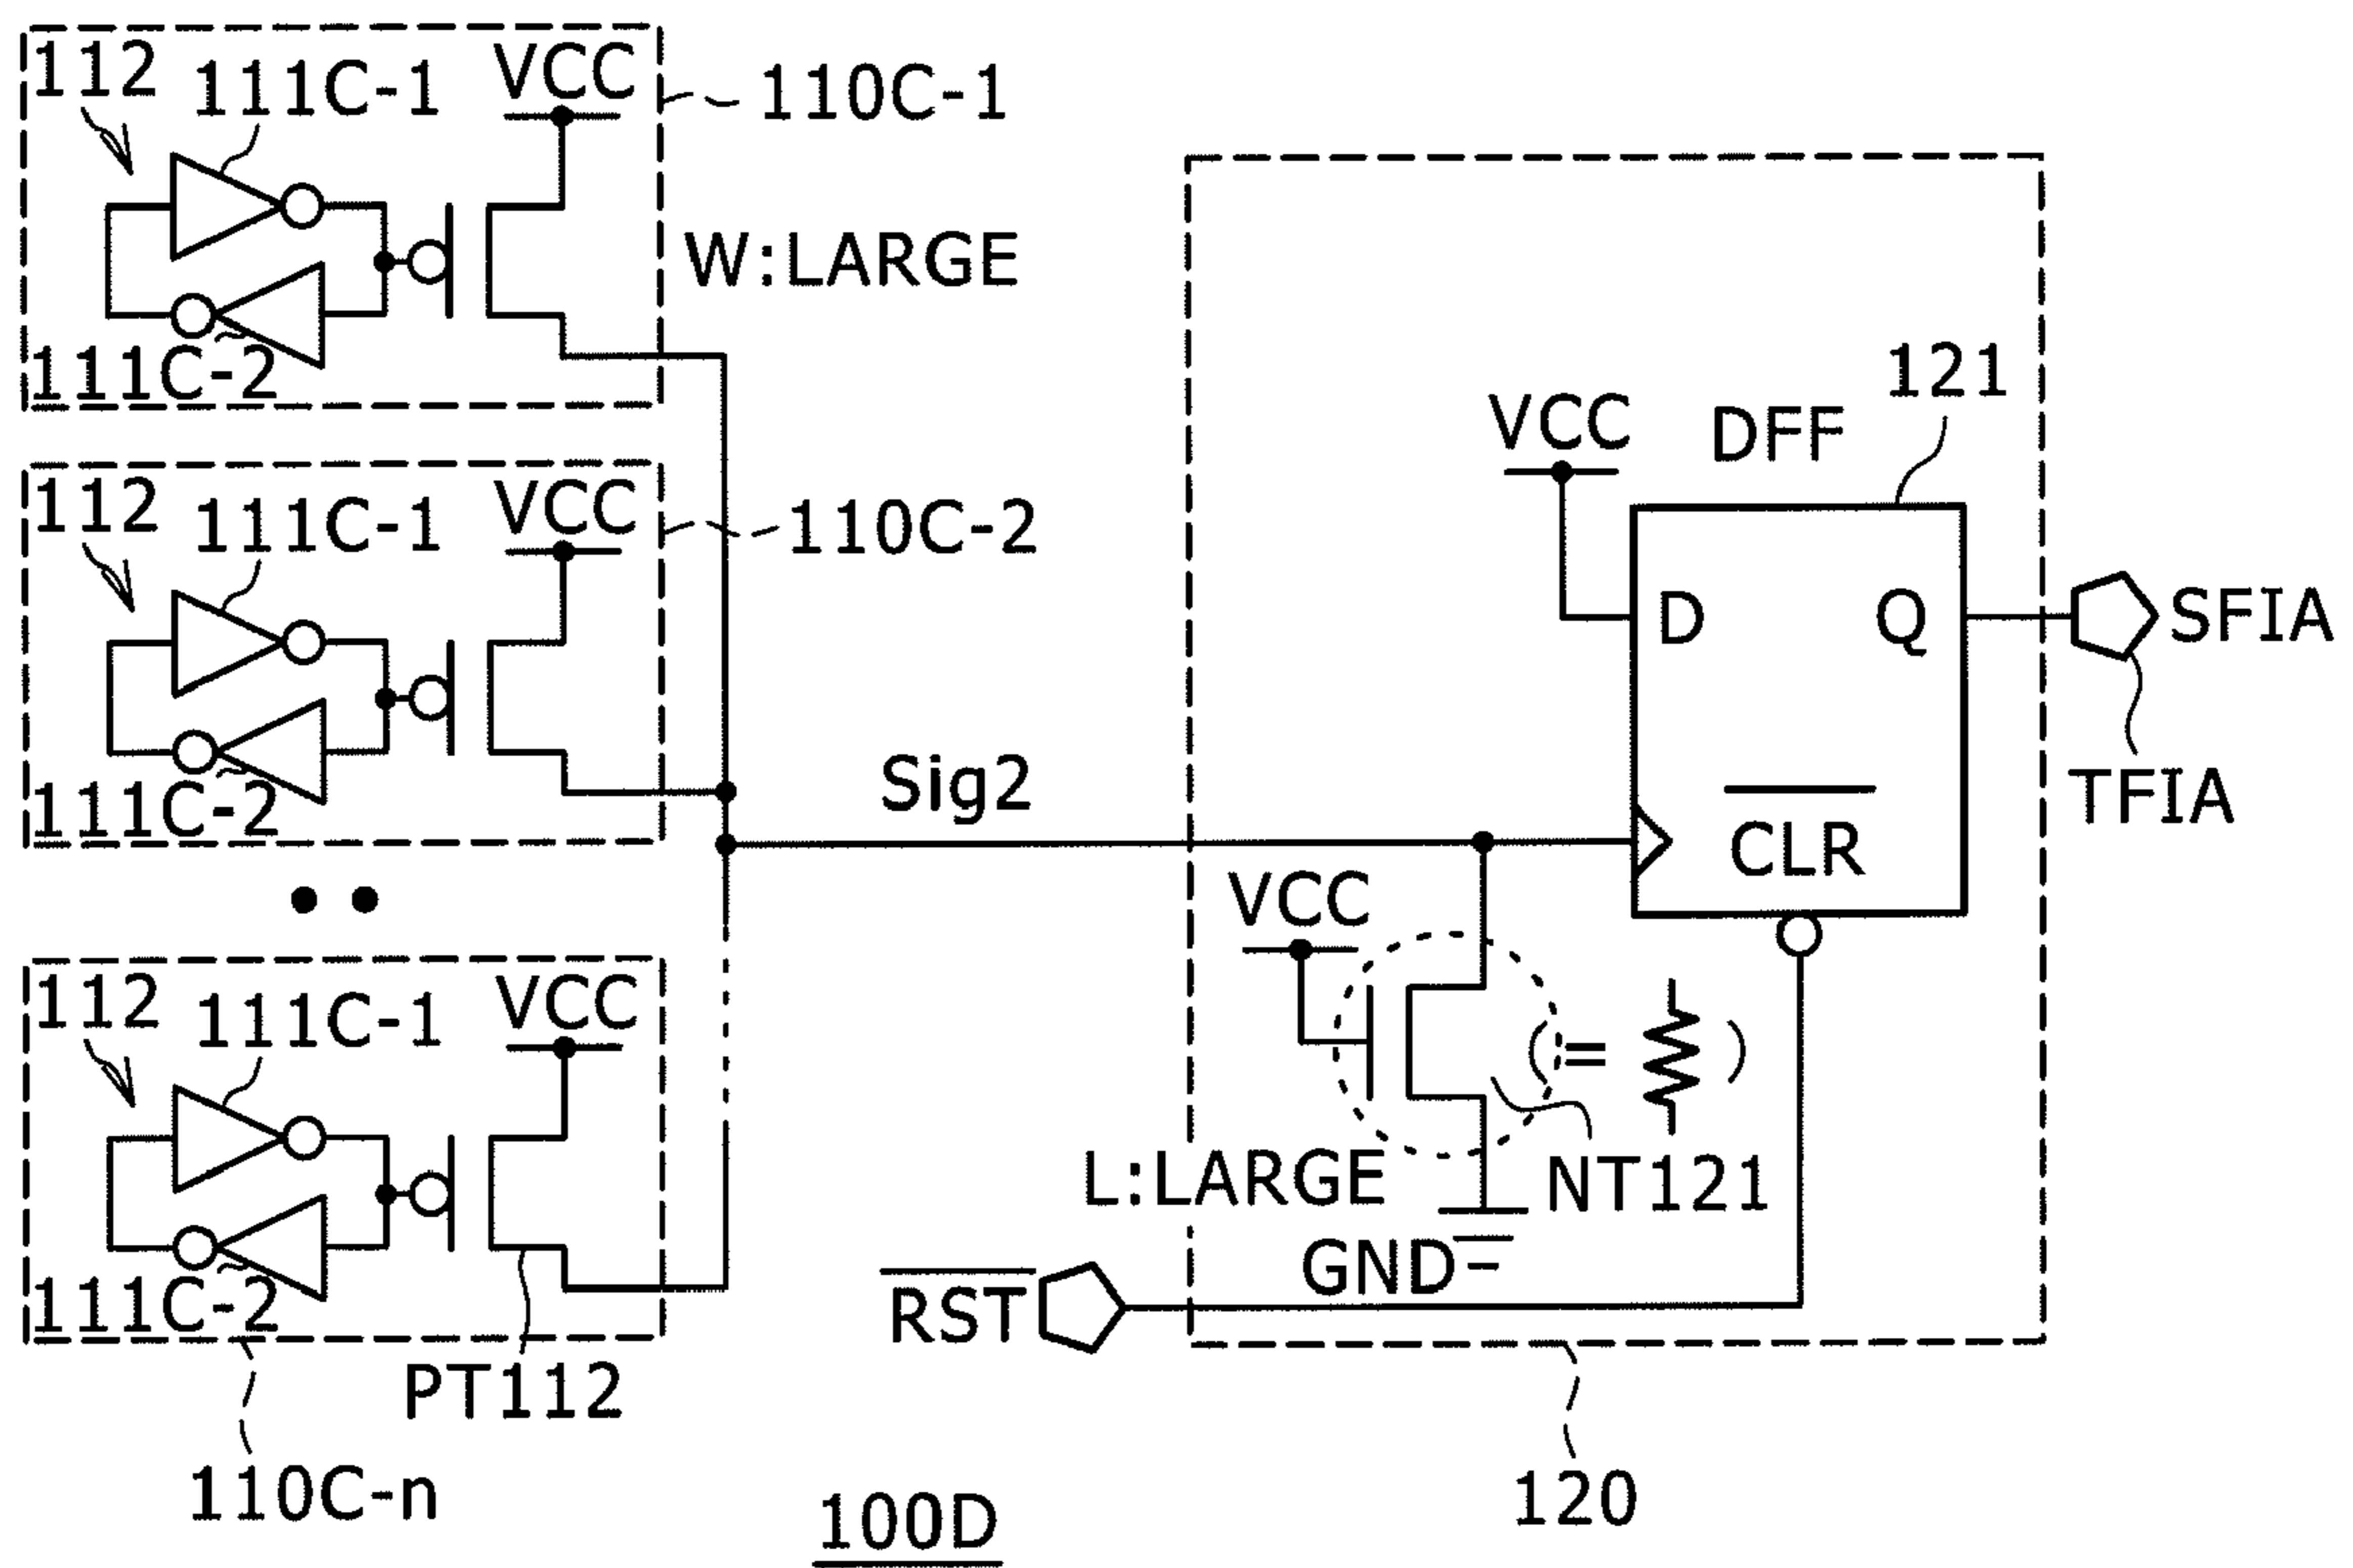 112
111C-1
VCC
110C-1
W:LARGE
111C-2
112
111C-1
VCC
110C-2
111C-2
112
111C-1
VCC
111C-2
PT112
110C-n
Sig2
VCC
DFF
121
D
Q
CLR
SFIA
TFIA
VCC
(≒ )
L:LARGE
NT121
GND
RST
120
100D